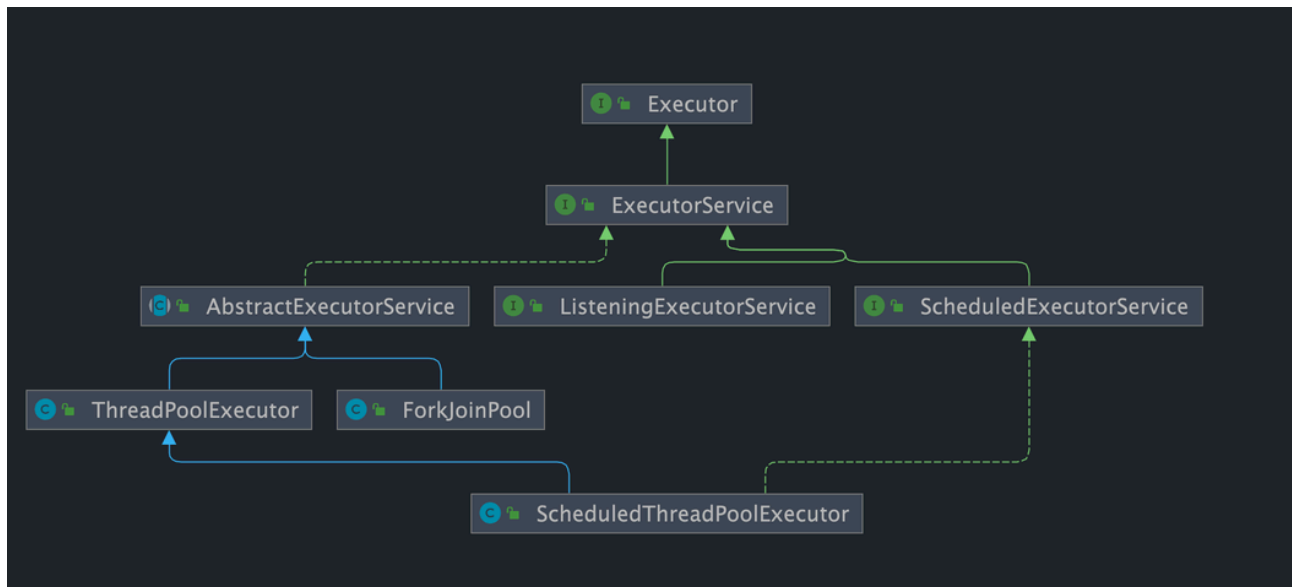 I Executor
I ExecutorService
C AbstractExecutorService
I ListeningExecutorService
I ScheduledExecutorService
C ThreadPoolExecutor
C ForkJoinPool
C ScheduledThreadPoolExecutor